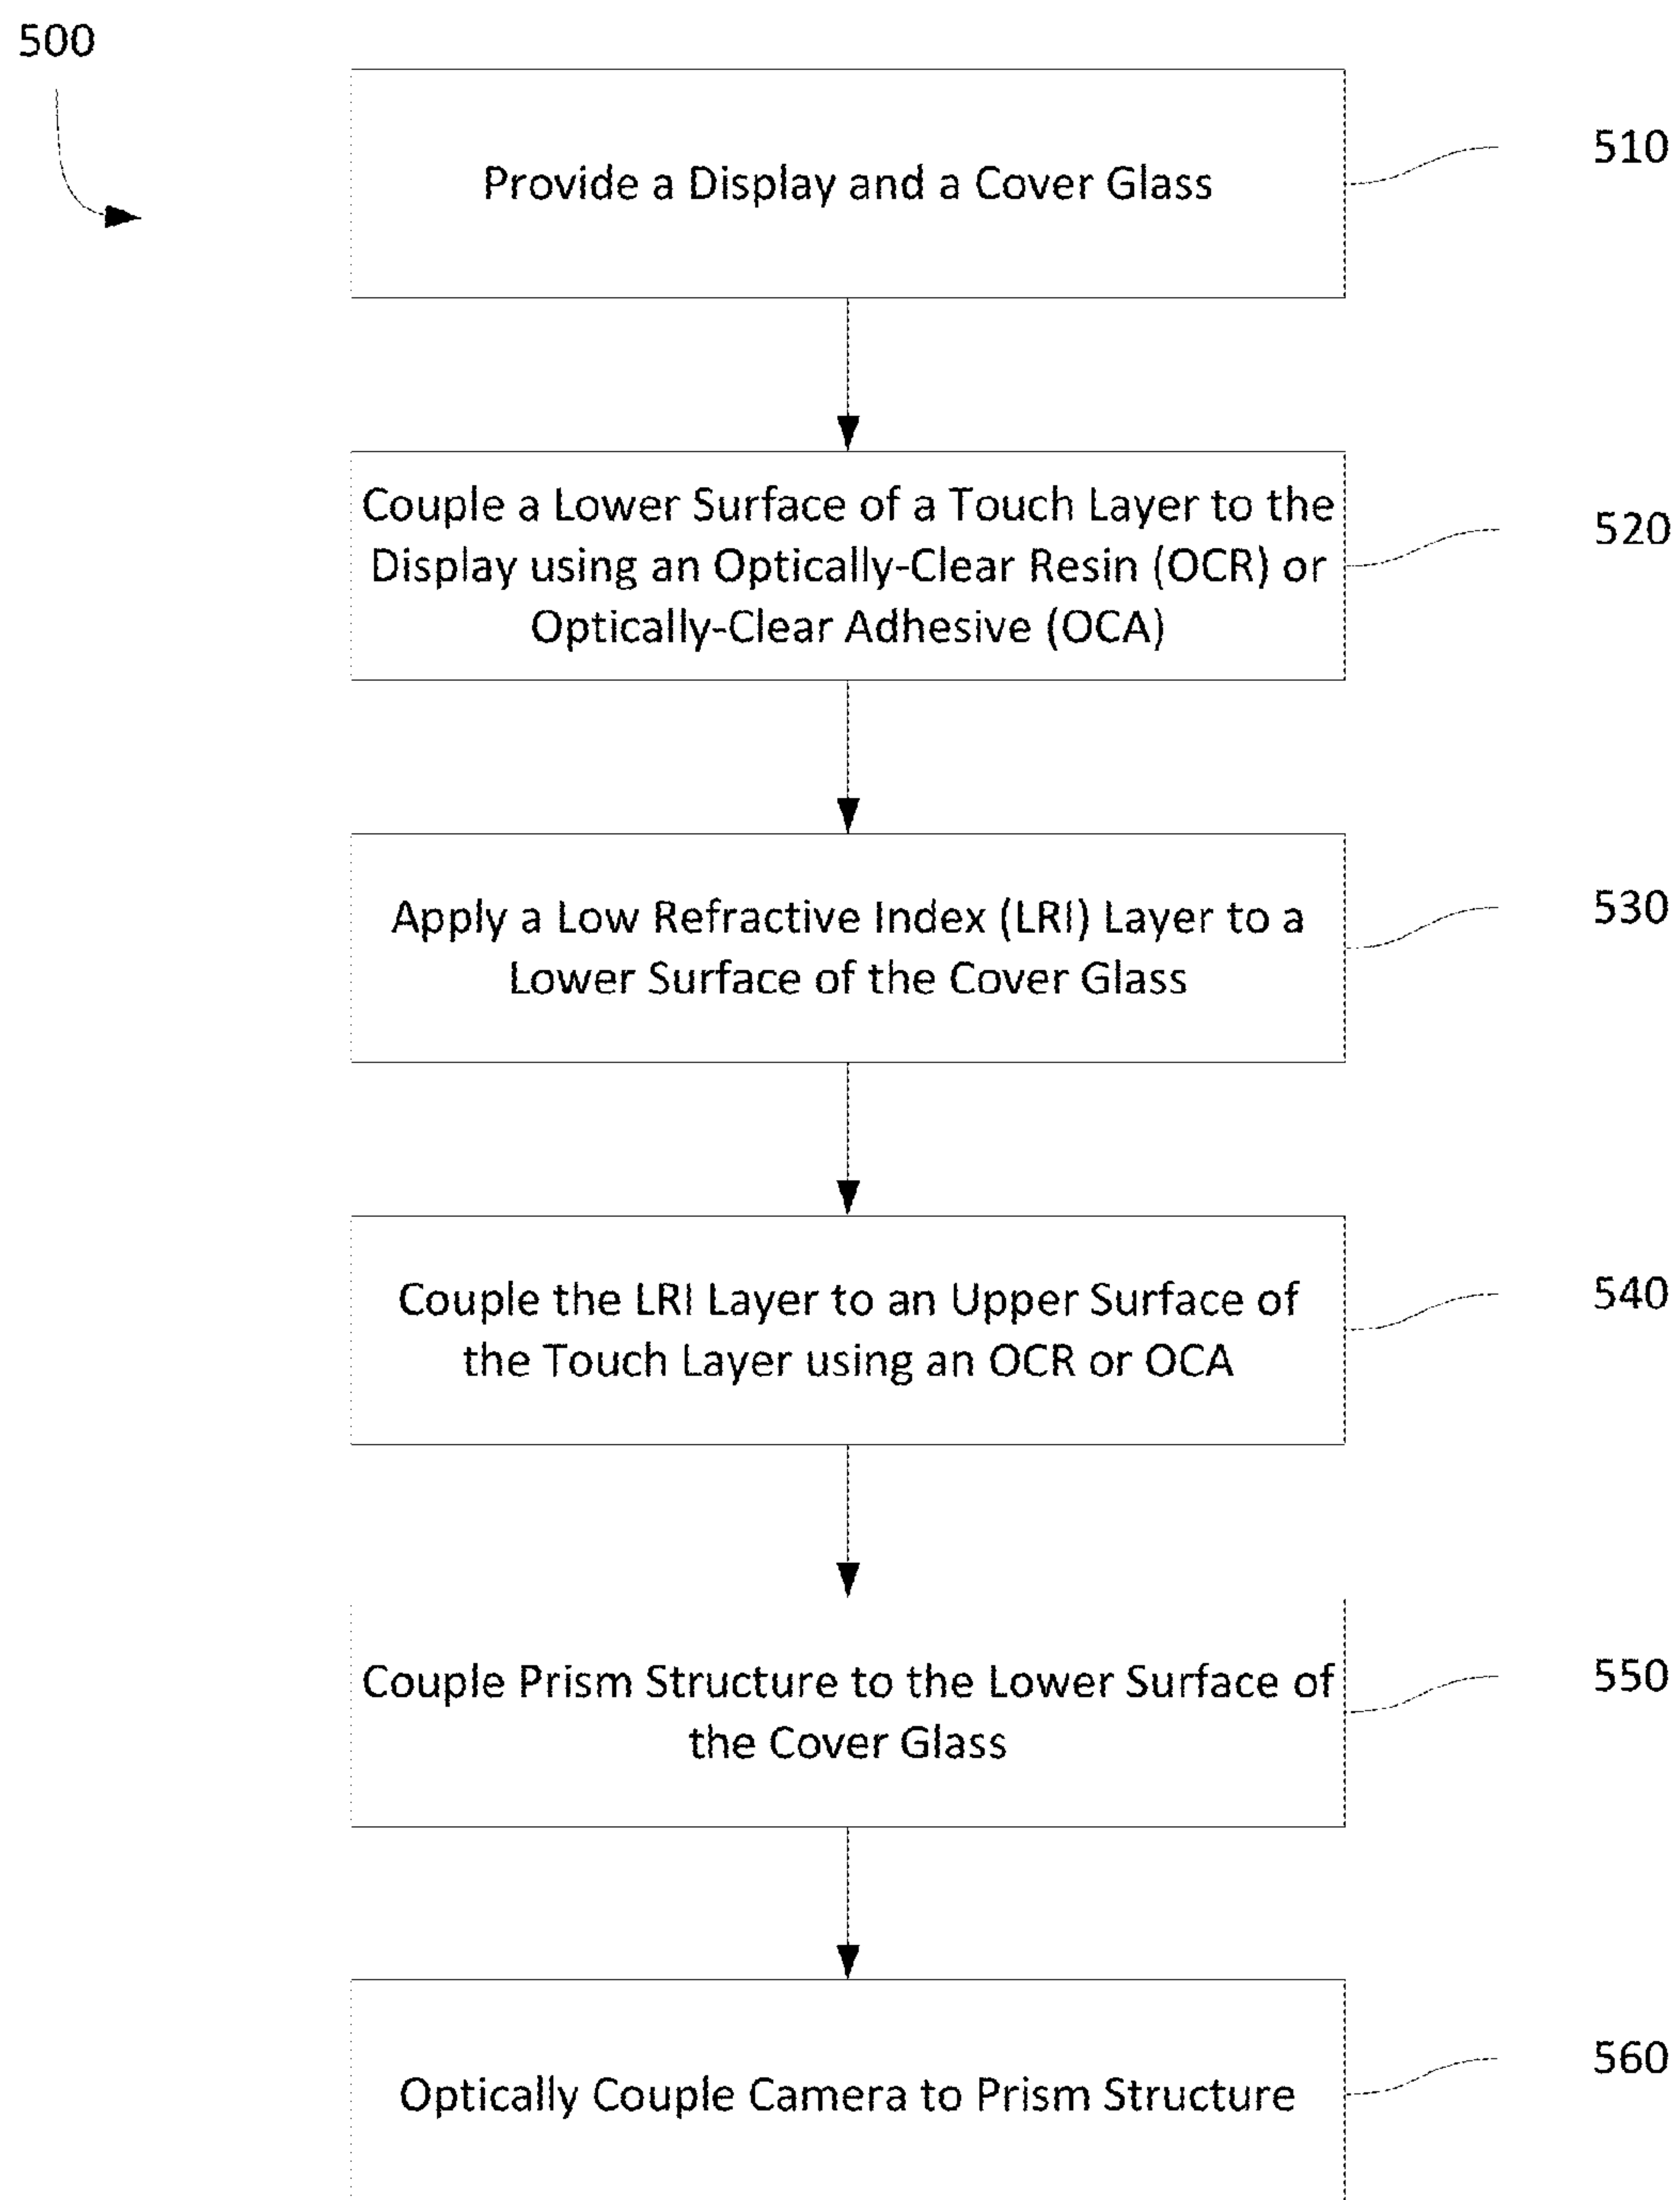 500
Provide a Display and a Cover Glass
510
Couple a Lower Surface of a Touch Layer to the
Display using an Optically-Clear Resin (OCR) or
Optically-Clear Adhesive (OCA)
520
Apply a Low Refractive Index (LRI) Layer to a
Lower Surface of the Cover Glass
530
Couple the LRI Layer to an Upper Surface of
the Touch Layer using an OCR or OCA
540
Couple Prism Structure to the Lower Surface of
the Cover Glass
550
Optically Couple Camera to Prism Structure
560